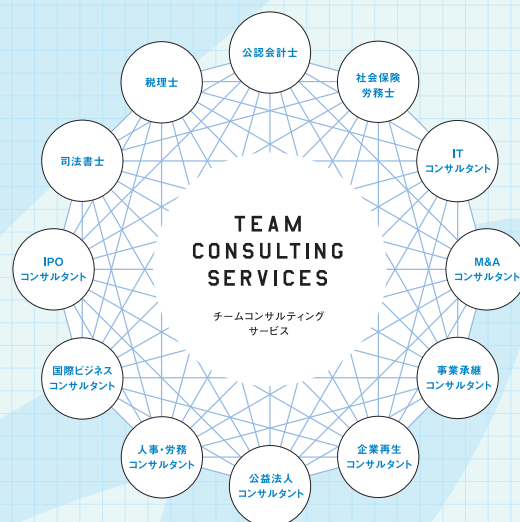 公認会計士
社会保険
労務士
IT
コンサルタント
M&A
コンサルタント
事業承継
コンサルタント
企業再生
コンサルタント
公益法人
コンサルタント
人事・労務
コンサルタント
国際ビジネス
コンサルタント
IPO
コンサルタント
司法書士
税理士
TEAM
CONSULTING
SERVICES
チームコンサルティング
サービス